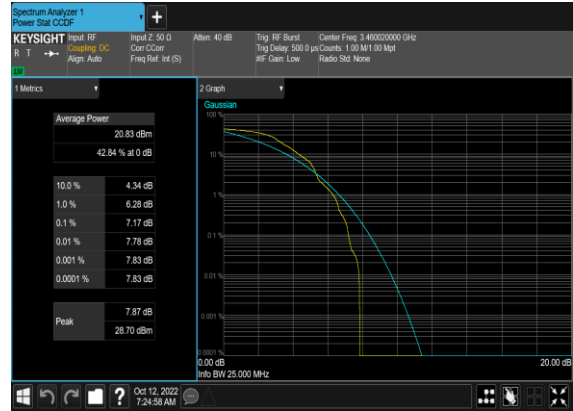 Spectrum Analyzer 1
Power Stat CCDF
KEYSIGHT
R T
LXI
Input: RF
Coupling: DC
Align: Auto
Input Z: 50 Ω
Corr CCorr
Freq Ref: Int (S)
Atten: 40 dB
Trig: RF Burst
Trig Delay: 500.0 µs
#IF Gain: Low
Center Freq: 3.460020000 GHz
Counts: 1.00 M/1.00 Mpt
Radio Std: None
1 Metrics
Average Power
20.83 dBm
42.84 % at 0 dB
10.0 % 4.34 dB
1.0 % 6.28 dB
0.1 % 7.17 dB
0.01 % 7.78 dB
0.001 % 7.83 dB
0.0001 % 7.83 dB
Peak
7.87 dB
28.70 dBm
2 Graph
Gaussian
100 %
10 %
1 %
0.1 %
0.01 %
0.001 %
0.0001 %
0.00 dB
20.00 dB
Info BW 25.000 MHz
?
Oct 12, 2022
7:24:58 AM